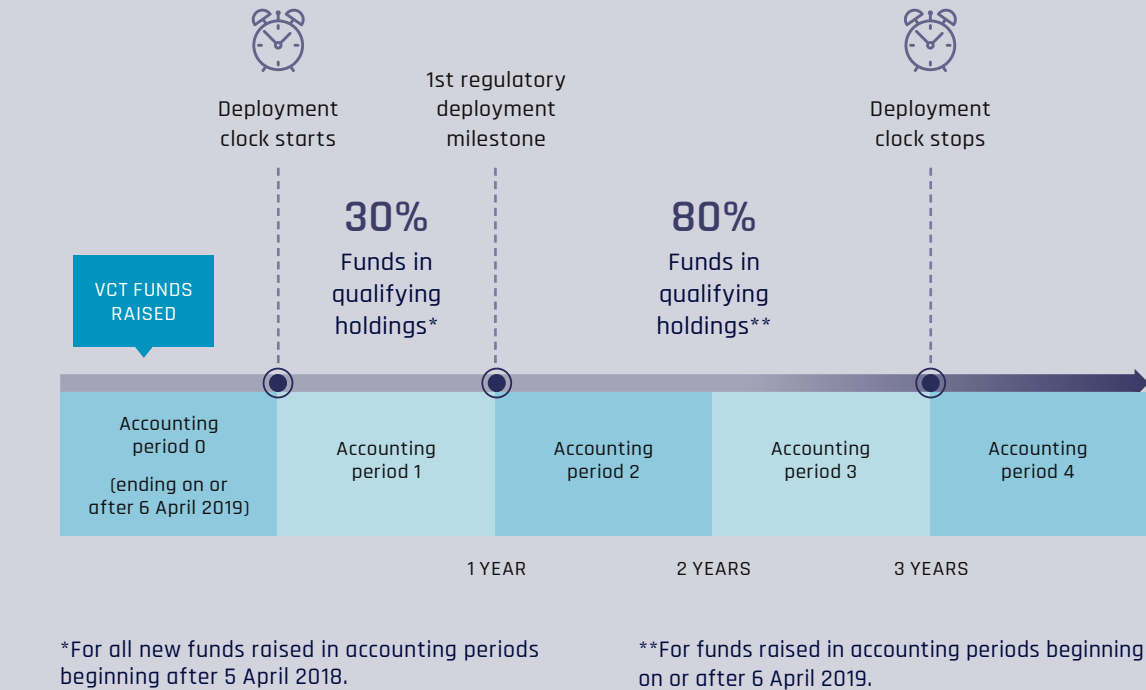 Deployment
clock starts
1st regulatory
deployment
milestone
Deployment
clock stops
30%
Funds in
qualifying
holdings*
80%
Funds in
qualifying
holdings**
VCT FUNDS
RAISED
Accounting
period 0
(ending on or
after 6 April 2019)
Accounting
period 1
Accounting
period 2
Accounting
period 3
Accounting
period 4
1 YEAR
2 YEARS
3 YEARS
*For all new funds raised in accounting periods
beginning after 5 April 2018.
**For funds raised in accounting periods beginning
on or after 6 April 2019.